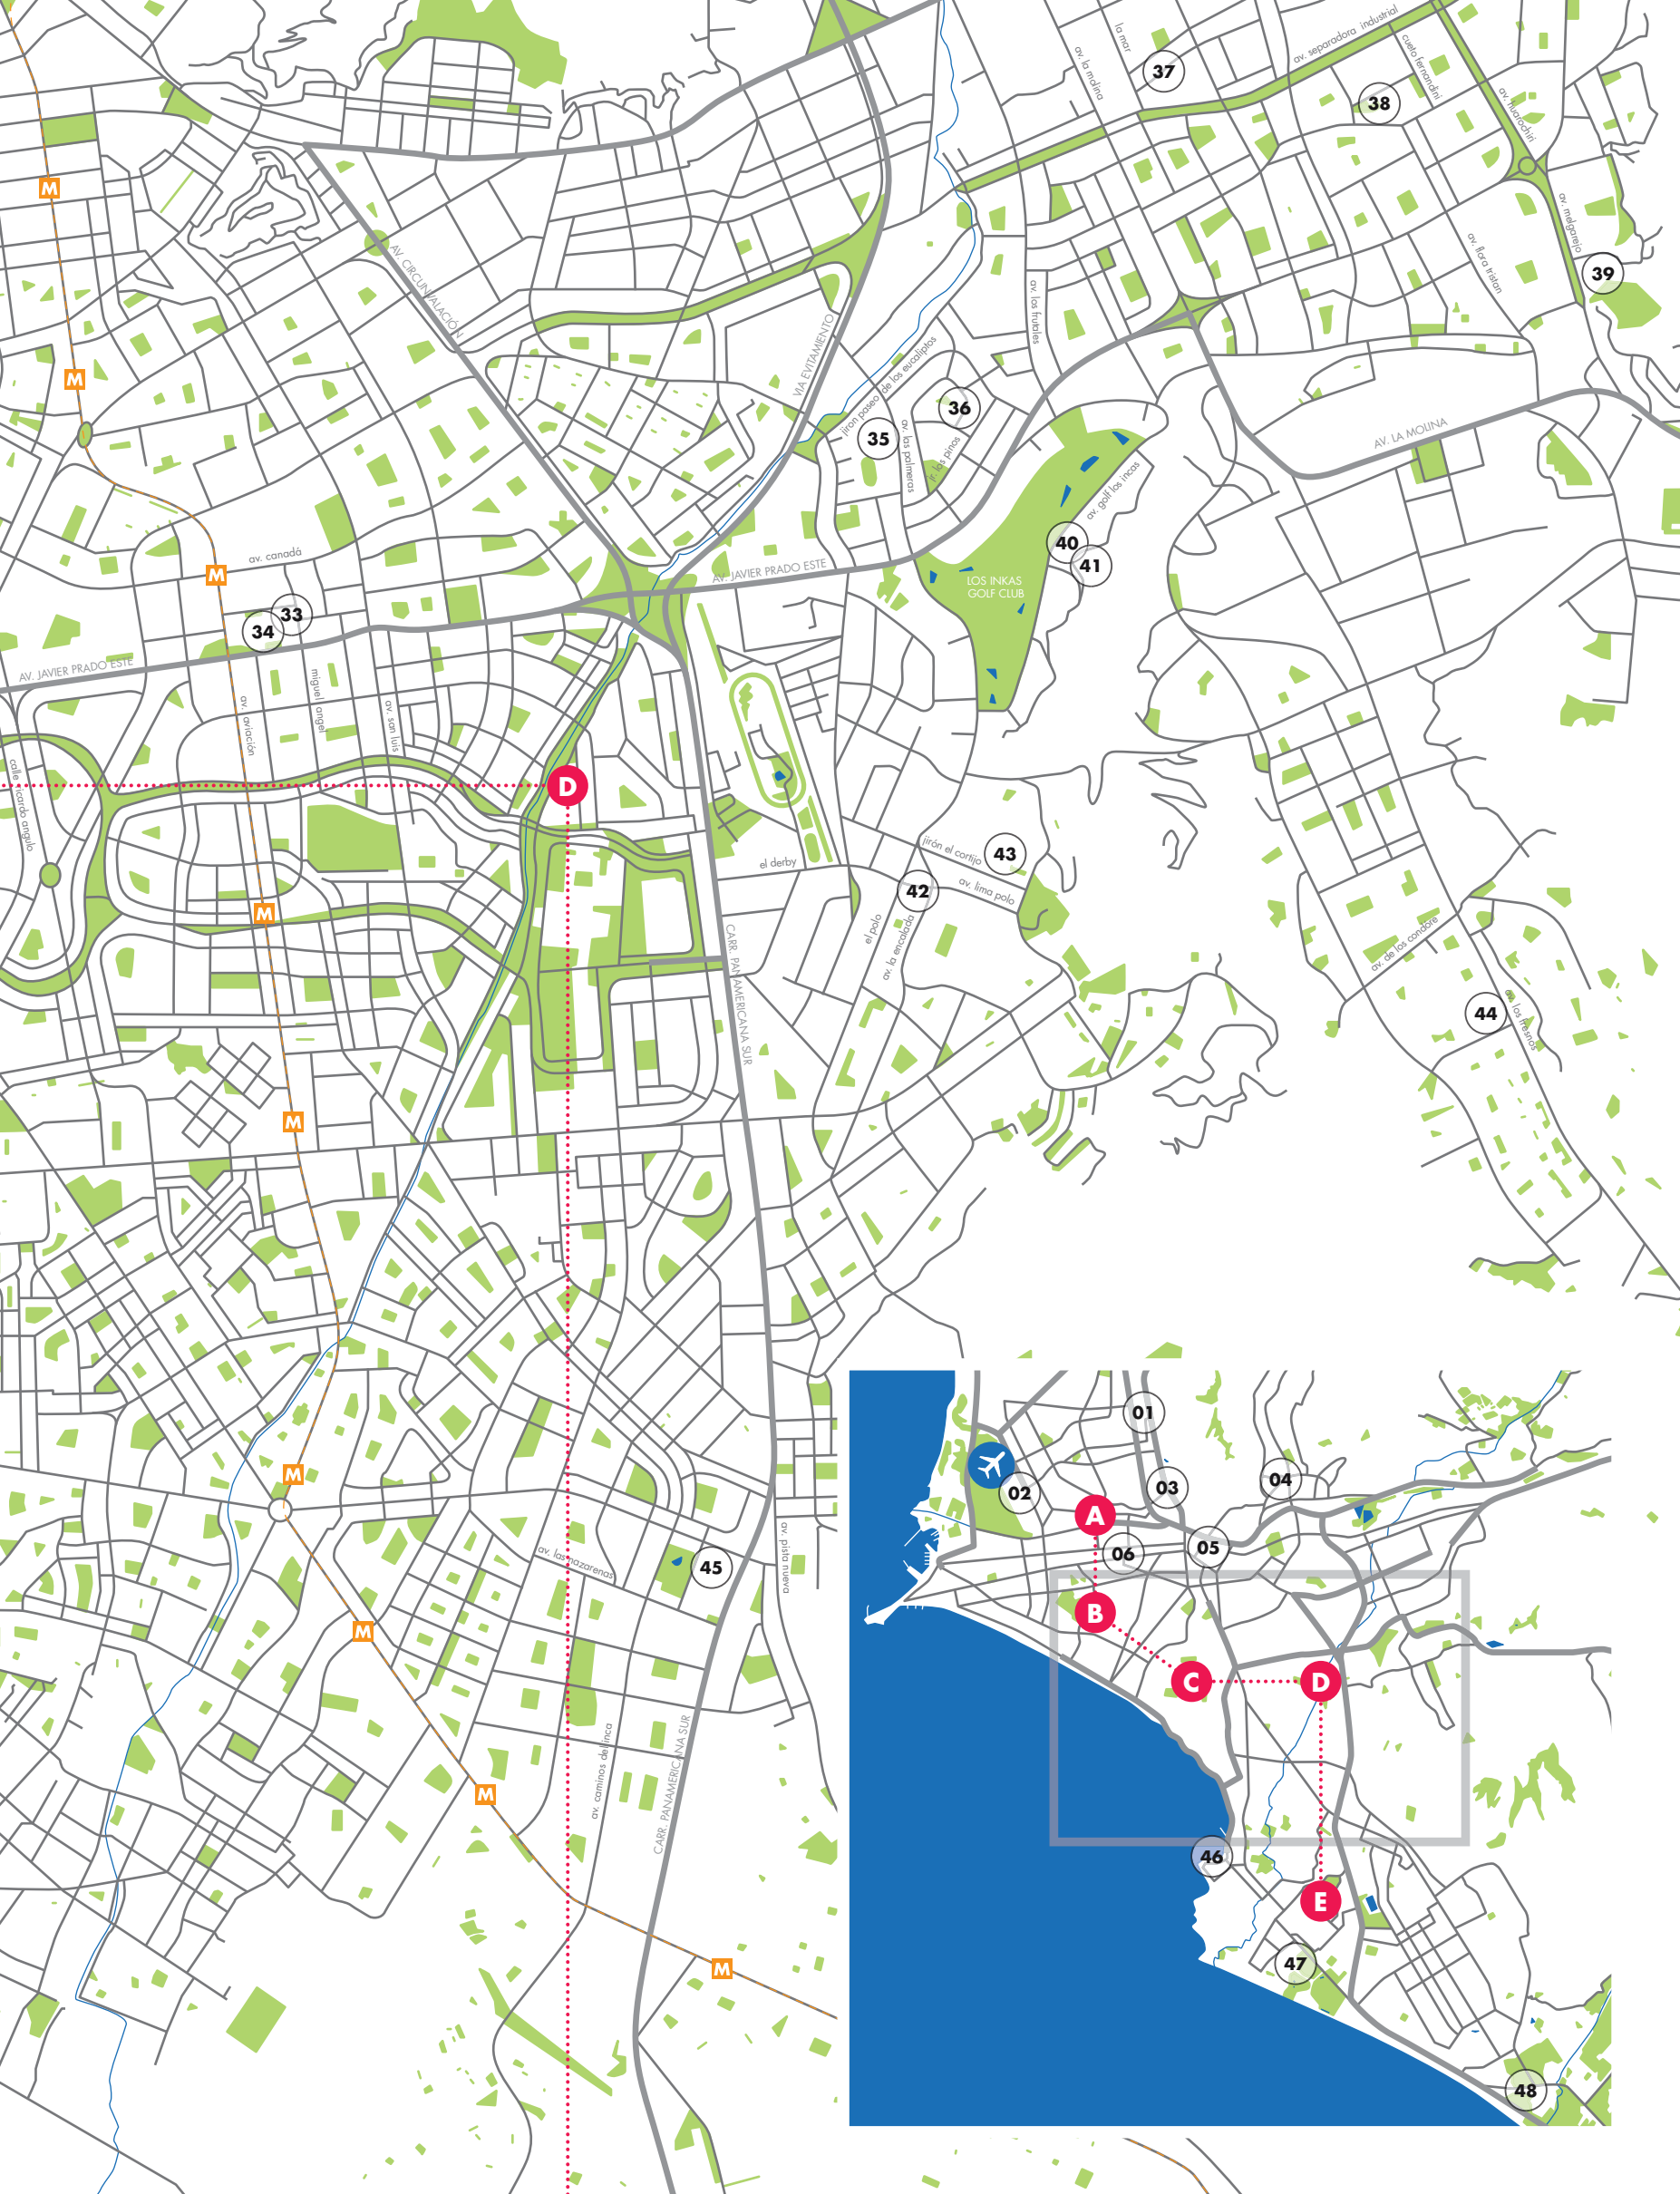 la mar
av. la molina
37
av. separadora industrial
cueto fernandini
38
av. huarochiri
M
av. melgarejo
39
AV. CIRCUNVALACIÓN
VIA EVITAMIENTO
av. los frutales
av. flora tristan
jiron paseo de los eucaliptos
M
36
35
av. las palmeras
jr. los pinos
AV. LA MOLINA
av. golf los incas
40
41
av. canadá
M
AV. JAVIER PRADO ESTE
LOS INKAS
GOLF CLUB
33
34
AV. JAVIER PRADO ESTE
av. aviación
miguel angel
av. san luis
calle ricardo angulo
D
el derby
jirón el cortijo
43
42
av. lima polo
M
el polo
av. la encalada
CARR. PANAMERICANA SUR
av. de los condores
44
av. los fresnos
M
M
av. las nazarenas
45
av. pista nueva
M
av. caminos del inca
CARR. PANAMERICANA SUR
M
M
01
02
03
04
A
05
06
B
C
D
46
E
47
48